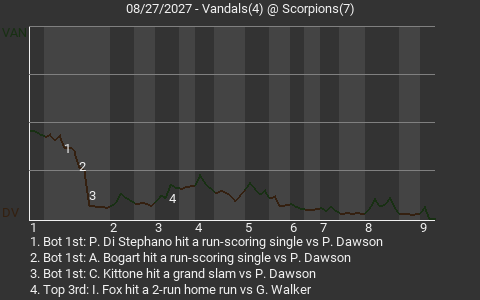 08/27/2027 - Vandals(4) @ Scorpions(7)
VAN
1
2
3
4
DV
1 2 3 4 5 6 7 8 9
1. Bot 1st: P. Di Stephano hit a run-scoring single vs P. Dawson
2. Bot 1st: A. Bogart hit a run-scoring single vs P. Dawson
3. Bot 1st: C. Kittone hit a grand slam vs P. Dawson
4. Top 3rd: I. Fox hit a 2-run home run vs G. Walker